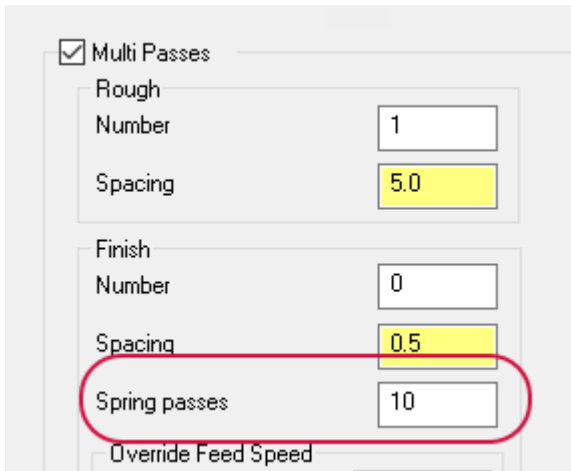 Multi Passes
Rough
Number 1
Spacing 5.0
Finish
Number 0
Spacing 0.5
Spring passes 10
Override Feed Speed